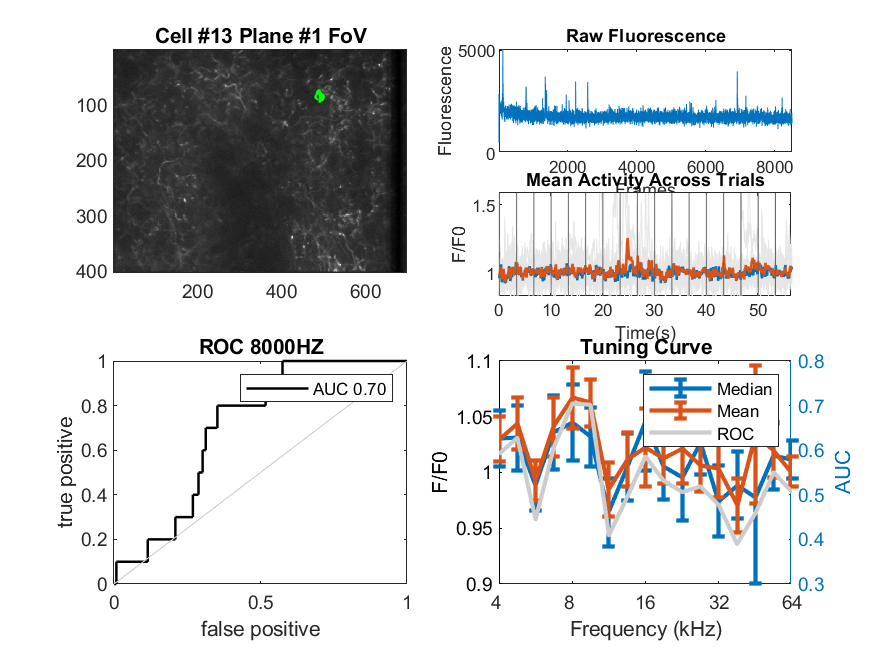 Cell #13 Plane #1 FoV
100
200
300
400
200 400 600
Raw Fluorescence
Fluorescence
5000
0
2000 4000 6000 8000
Frames
Mean Activity Across Trials
F/F0
1.5
1
0 10 20 30 40 50
Time(s)
ROC 8000HZ
AUC 0.70
true positive
1
0.8
0.6
0.4
0.2
0
0 0.5 1
false positive
Tuning Curve
Median
Mean
ROC
F/F0
1.1
1.05
1
0.95
0.9
4 8 16 32 64
Frequency (kHz)
0.8
0.7
0.6
0.5
0.4
0.3
AUC